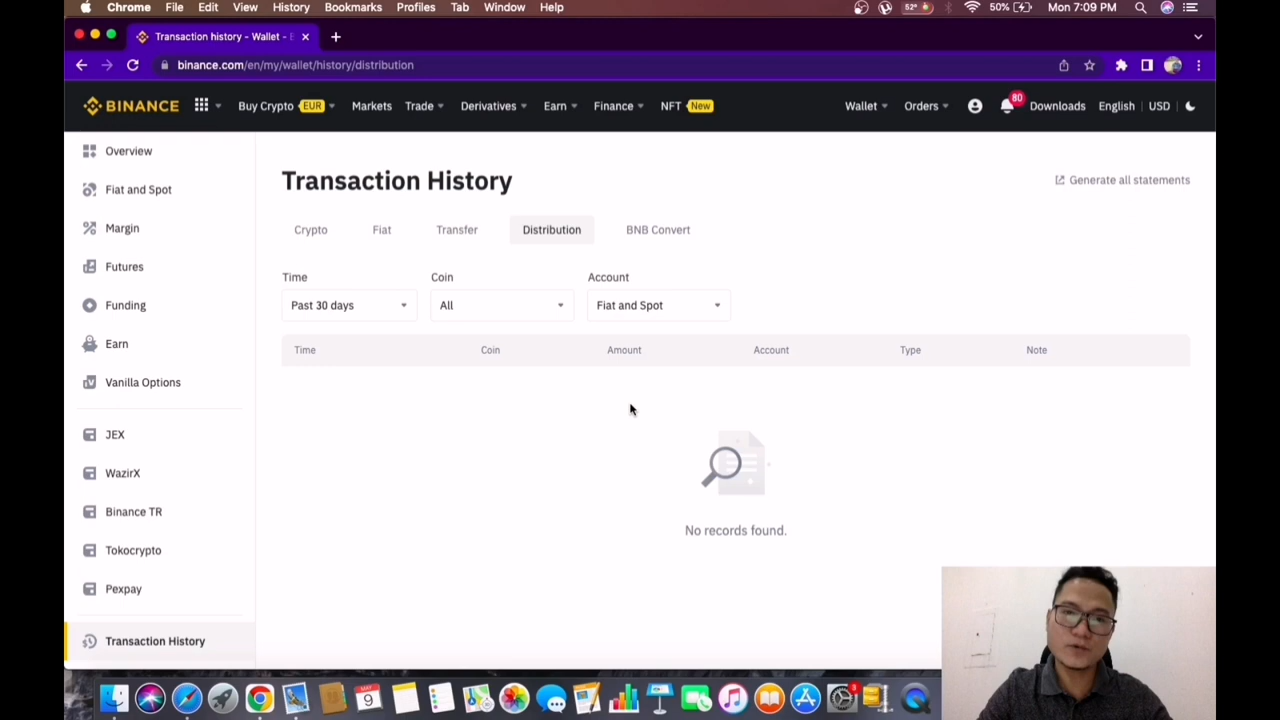 Chrome File Edit View History Bookmarks Profiles Tab Window Help 52° 50% Mon 7:09 PM
Transaction history - Wallet -
binance.com/en/my/wallet/history/distribution
BINANCE Buy Crypto EUR Markets Trade Derivatives Earn Finance NFT New Wallet Orders 80 Downloads English USD
Overview
Fiat and Spot
Margin
Futures
Funding
Earn
Vanilla Options
JEX
WazirX
Binance TR
Tokocrypto
Pexpay
Transaction History
Transaction History
Generate all statements
Crypto Fiat Transfer Distribution BNB Convert
Time Coin Account
Past 30 days All Fiat and Spot
Time Coin Amount Account Type Note
No records found.
MAY
9